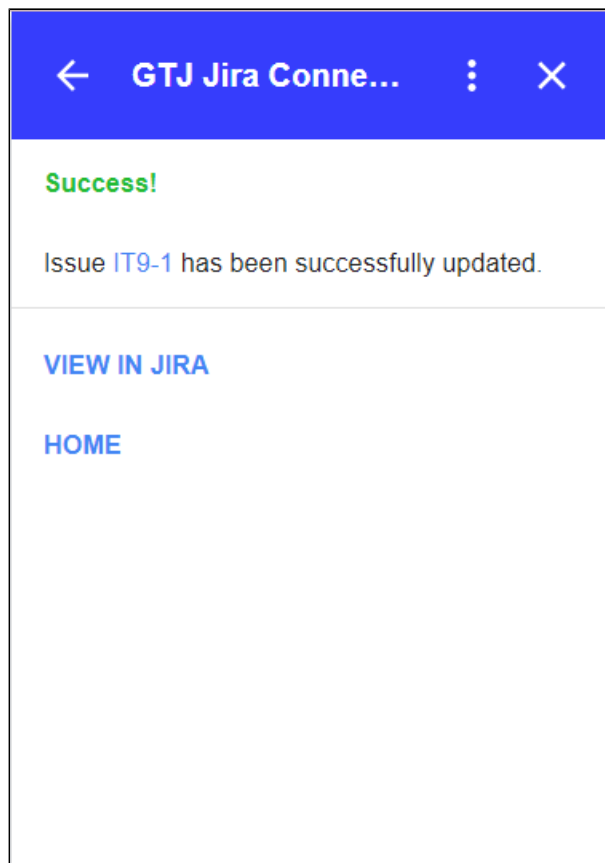 GTJ Jira Conne...
Success!
Issue IT9-1 has been successfully updated.
VIEW IN JIRA
HOME